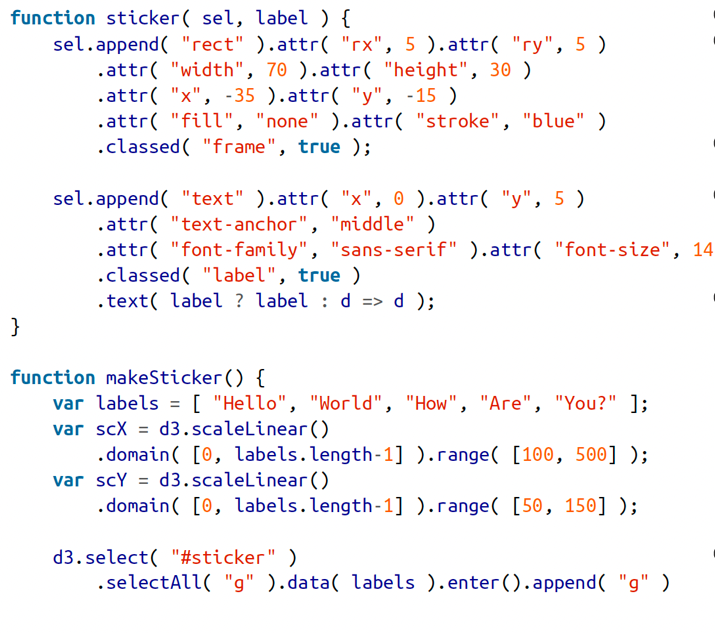 function sticker( sel, label ) {
    sel.append( "rect" ).attr( "rx", 5 ).attr( "ry", 5 )
        .attr( "width", 70 ).attr( "height", 30 )
        .attr( "x", -35 ).attr( "y", -15 )
        .attr( "fill", "none" ).attr( "stroke", "blue" )
        .classed( "frame", true );

    sel.append( "text" ).attr( "x", 0 ).attr( "y", 5 )
        .attr( "text-anchor", "middle" )
        .attr( "font-family", "sans-serif" ).attr( "font-size", 14
        .classed( "label", true )
        .text( label ? label : d => d );
}

function makeSticker() {
    var labels = [ "Hello", "World", "How", "Are", "You?" ];
    var scX = d3.scaleLinear()
        .domain( [0, labels.length-1] ).range( [100, 500] );
    var scY = d3.scaleLinear()
        .domain( [0, labels.length-1] ).range( [50, 150] );

    d3.select( "#sticker" )
        .selectAll( "g" ).data( labels ).enter().append( "g" )